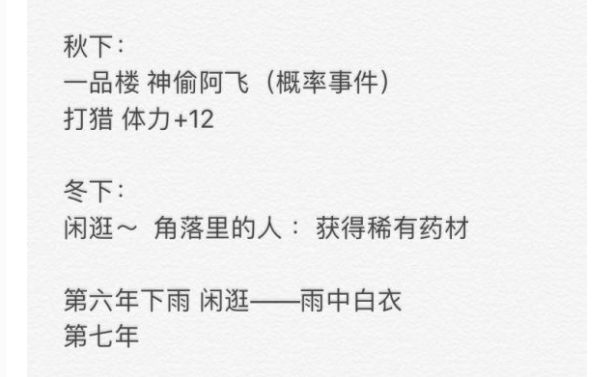 秋下：
一品楼 神偷阿飞（概率事件）
打猎 体力+12
冬下：
闲逛～ 角落里的人：获得稀有药材
第六年下雨 闲逛——雨中白衣
第七年